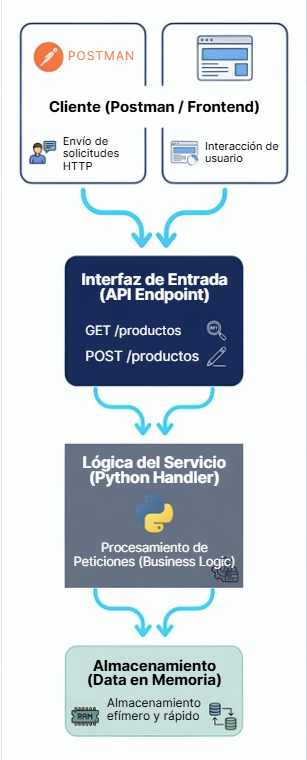 POSTMAN
Cliente (Postman / Frontend)
Envío de
solicitudes
HTTP
Interacción de
usuario
Interfaz de Entrada
(API Endpoint)
GET /productos
POST /productos
Lógica del Servicio
(Python Handler)
Procesamiento de
Peticiones (Business Logic)
Almacenamiento
(Data en Memoria)
RAM
Almacenamiento
efímero y rápido